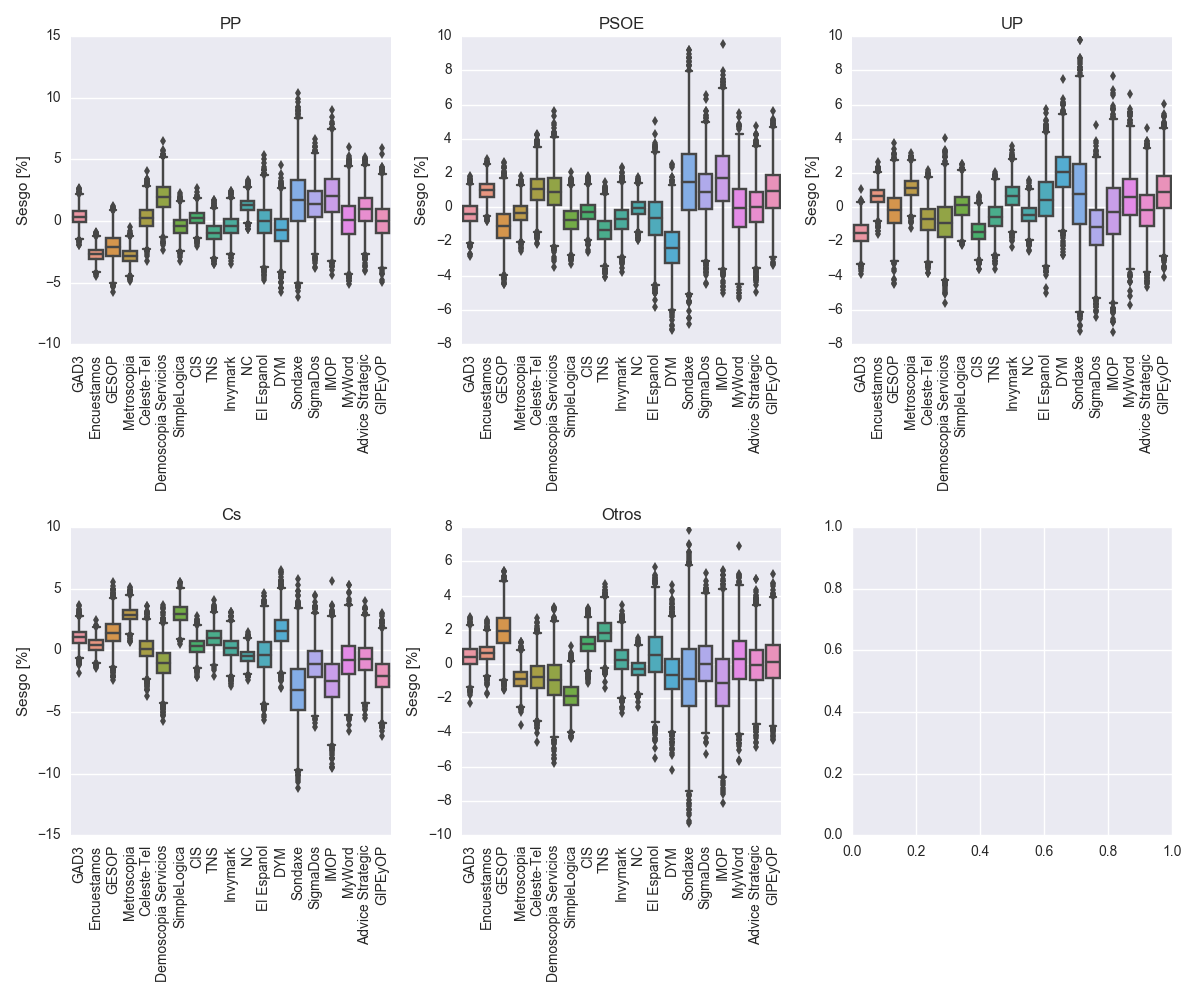 PP
15
10
5
0
−5
−10
Sesgo [%]
GAD3
Encuestamos
GESOP
Metroscopia
Celeste-Tel
Demoscopia Servicios
SimpleLogica
CIS
TNS
Invymark
NC
El Espanol
DYM
Sondaxe
SigmaDos
IMOP
MyWord
Advice Strategic
GIPEyOP
PSOE
10
8
6
4
2
0
−2
−4
−6
−8
Sesgo [%]
GAD3
Encuestamos
GESOP
Metroscopia
Celeste-Tel
Demoscopia Servicios
SimpleLogica
CIS
TNS
Invymark
NC
El Espanol
DYM
Sondaxe
SigmaDos
IMOP
MyWord
Advice Strategic
GIPEyOP
UP
10
8
6
4
2
0
−2
−4
−6
−8
Sesgo [%]
GAD3
Encuestamos
GESOP
Metroscopia
Celeste-Tel
Demoscopia Servicios
SimpleLogica
CIS
TNS
Invymark
NC
El Espanol
DYM
Sondaxe
SigmaDos
IMOP
MyWord
Advice Strategic
GIPEyOP
Cs
10
5
0
−5
−10
−15
Sesgo [%]
GAD3
Encuestamos
GESOP
Metroscopia
Celeste-Tel
Demoscopia Servicios
SimpleLogica
CIS
TNS
Invymark
NC
El Espanol
DYM
Sondaxe
SigmaDos
IMOP
MyWord
Advice Strategic
GIPEyOP
Otros
8
6
4
2
0
−2
−4
−6
−8
−10
Sesgo [%]
GAD3
Encuestamos
GESOP
Metroscopia
Celeste-Tel
Demoscopia Servicios
SimpleLogica
CIS
TNS
Invymark
NC
El Espanol
DYM
Sondaxe
SigmaDos
IMOP
MyWord
Advice Strategic
GIPEyOP
1.0
0.8
0.6
0.4
0.2
0.0
0.0 0.2 0.4 0.6 0.8 1.0